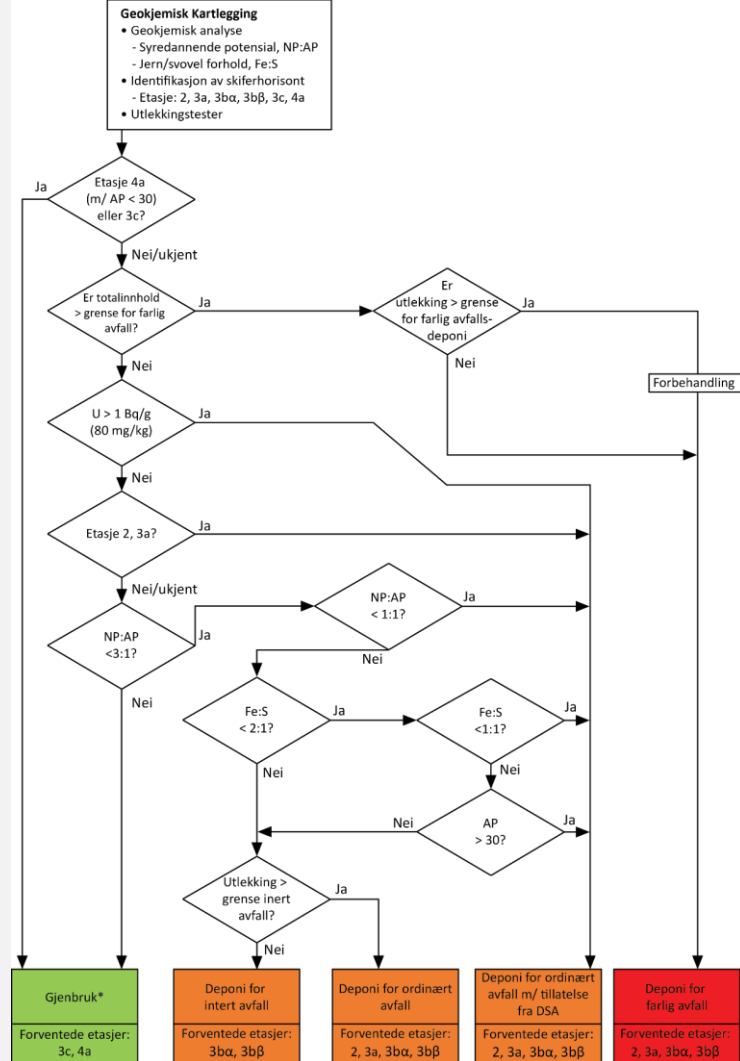 Geokjemisk Kartlegging
• Geokjemisk analyse
- Syredannende potensial, NP:AP
- Jern/svovel forhold, Fe:S
• Identifikasjon av skiferhorisont
- Etasje: 2, 3a, 3bα, 3bβ, 3c, 4a
• Utlekkingstester
Ja
Etasje 4a
(m/ AP < 30)
eller 3c?
Nei/ukjent
Er totalinnhold
> grense for farlig
avfall?
Ja
Er
utlekking > grense
for farlig avfalls-
deponi
Ja
Nei
Nei
Forbehandling
U > 1 Bq/g
(80 mg/kg)
Ja
Nei
Etasje 2, 3a?
Ja
Nei/ukjent
NP:AP
<3:1?
Ja
NP:AP
< 1:1?
Ja
Nei
Nei
Fe:S
< 2:1?
Ja
Fe:S
<1:1?
Ja
Nei
Nei
AP
> 30?
Ja
Nei
Utlekking >
grense inert
avfall?
Ja
Nei
Gjenbruk*
Forventede etasjer:
3c, 4a
Deponi for
intert avfall
Forventede etasjer:
3bα, 3bβ
Deponi for ordinært
avfall
Forventede etasjer:
2, 3a, 3bα, 3bβ
Deponi for ordinært
avfall m/ tillatelse
fra DSA
Forventede etasjer:
2, 3a, 3bα, 3bβ
Deponi for
farlig avfall
Forventede etasjer:
2, 3a, 3bα, 3bβ